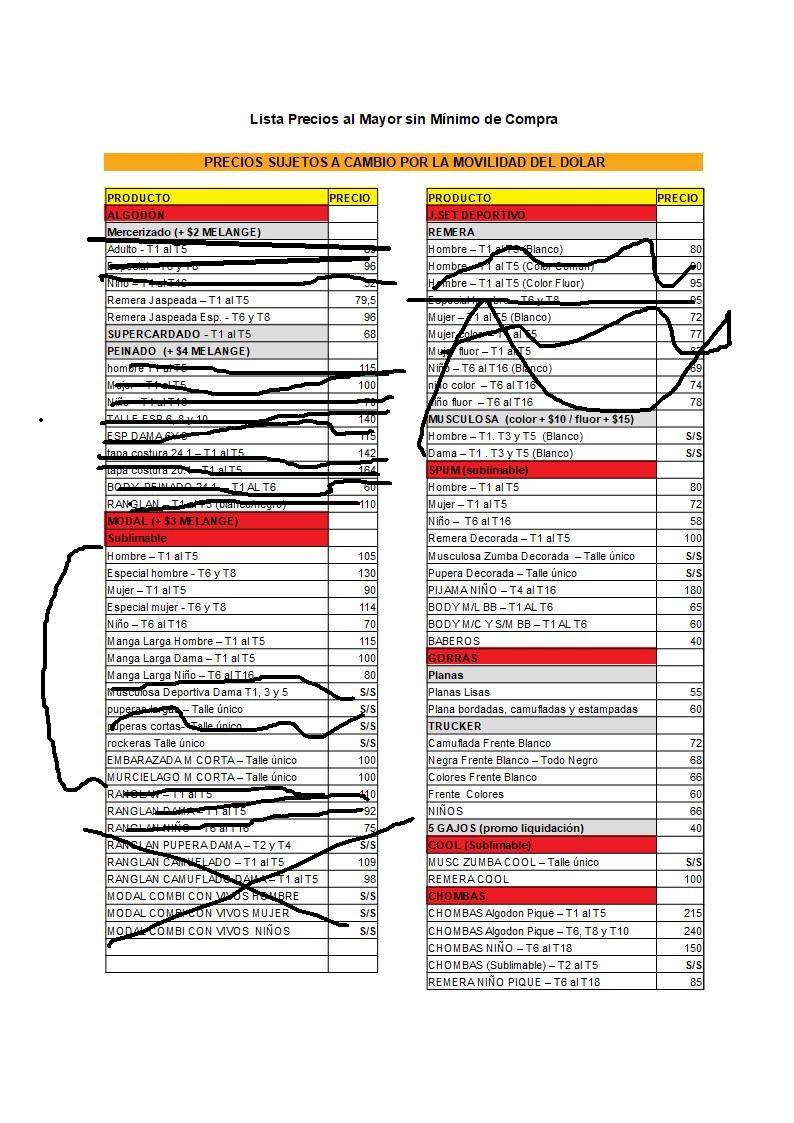 Lista Precios al Mayor sin Mínimo de Compra
PRECIOS SUJETOS A CAMBIO POR LA MOVILIDAD DEL DOLAR
PRODUCTO PRECIO
ALGODÓN
Mercerizado (+ $2 MELANGE)
Adulto - T1 al T5
96
Niño – T4 al T16
Remera Jaspeada – T1 al T5 79,5
Remera Jaspeada Esp. - T6 y T8 96
SUPERCARDADO - T1 al T5 68
PEINADO (+ $4 MELANGE)
hombre T1 al T5 115
Mujer – T1 al T5 100
Niño – T1 al T16
TALLE ESP 6, 8 y 10 140
ESP DAMA 115
tapa costura 24.1 – T1 al T5 142
tapa costura 20.1 – T1 al T5 164
BODY PEINADO 24.1 – T1 AL T6 60
RANGLAN – T1 al T5 (blanco/negro) 110
MODAL (+ $3 MELANGE)
Sublimable
Hombre – T1 al T5 105
Especial hombre - T6 y T8 130
Mujer – T1 al T5 90
Especial mujer - T6 y T8 114
Niño – T6 al T16 70
Manga Larga Hombre – T1 al T5 115
Manga Larga Dama – T1 al T5 100
Manga Larga Niño – T6 al T16 80
Musculosa Deportiva Dama T1, 3 y 5 S/S
puperas largas – Talle único S/S
puperas cortas– Talle único S/S
rockeras Talle único S/S
EMBARAZADA M CORTA – Talle único 100
MURCIELAGO M CORTA – Talle único 100
RANGLAN – T1 al T5 110
RANGLAN DAMA – T1 al T5 92
RANGLAN NIÑO – T6 al T16 75
RANGLAN PUPERA DAMA – T2 y T4 S/S
RANGLAN CAMUFLADO – T1 al T5 109
RANGLAN CAMUFLADO DAMA – T1 al T5 98
MODAL COMBI CON VIVOS HOMBRE S/S
MODAL COMBI CON VIVOS MUJER S/S
MODAL COMBI CON VIVOS NIÑOS S/S
PRODUCTO PRECIO
J.SET DEPORTIVO
REMERA
Hombre – T1 al T5 (Blanco) 80
Hombre – T1 al T5 (Color Comun) 90
Hombre – T1 al T5 (Color Fluor) 95
Especial T6 y T8 95
Mujer – T1 al T5 (Blanco) 72
Mujer color – T1 al T5 77
Mujer fluor – T1 al T5
Niño – T6 al T16 (Blanco) 69
niño color – T6 al T16 74
niño fluor – T6 al T16 78
MUSCULOSA (color + $10 / fluor + $15)
Hombre – T1. T3 y T5 (Blanco) S/S
Dama – T1 . T3 y T5 (Blanco) S/S
SPUM (sublimable)
Hombre – T1 al T5 80
Mujer – T1 al T5 72
Niño – T6 al T16 58
Remera Decorada – T1 al T5 100
Musculosa Zumba Decorada – Talle único S/S
Pupera Decorada – Talle único S/S
PIJAMA NIÑO – T4 al T16 180
BODY M/L BB – T1 AL T6 65
BODY M/C Y S/M BB – T1 AL T6 60
BABEROS 40
GORRAS
Planas
Planas Lisas 55
Plana bordadas, camufladas y estampadas 60
TRUCKER
Camuflada Frente Blanco 72
Negra Frente Blanco – Todo Negro 68
Colores Frente Blanco 66
Frente Colores 60
NIÑOS 66
5 GAJOS (promo liquidación) 40
COOL (Sublimable)
MUSC ZUMBA COOL – Talle único S/S
REMERA COOL 100
CHOMBAS
CHOMBAS Algodon Pique – T1 al T5 215
CHOMBAS Algodon Pique – T6, T8 y T10 240
CHOMBAS NIÑO – T6 al T18 150
CHOMBAS (Sublimable) – T2 al T5 S/S
REMERA NIÑO PIQUE – T6 al T18 85